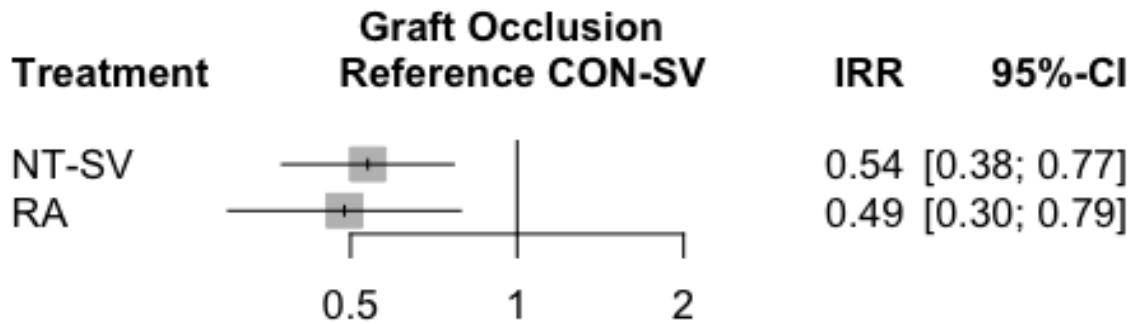 Graft Occlusion
Treatment Reference CON-SV IRR 95%-CI
NT-SV 0.54 [0.38; 0.77]
RA 0.49 [0.30; 0.79]
0.5 1 2